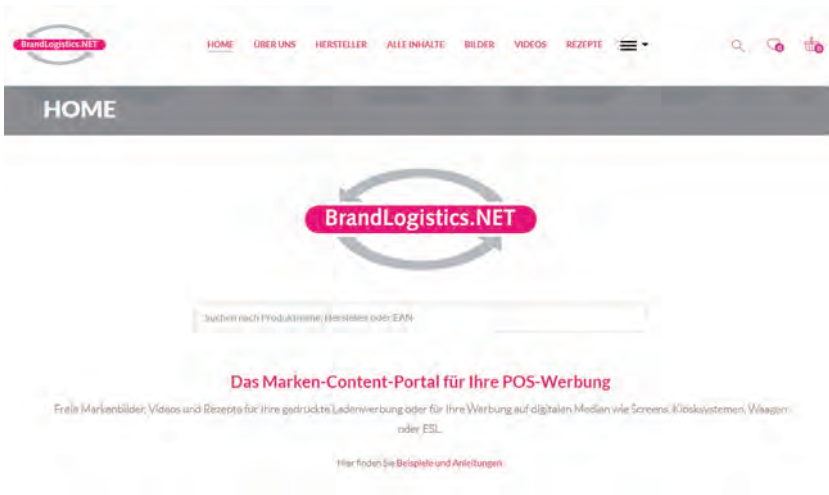 BrandLogistics.NET
HOME ÜBER UNS HERSTELLER ALLE INHALTE BILDER VIDEOS REZEPTE
0 0
HOME
BrandLogistics.NET
Suchen nach Produktname, Hersteller oder EAN
Das Marken-Content-Portal für Ihre POS-Werbung
Freie Markenbilder, Videos und Rezepte für Ihre gedruckte Ladenwerbung oder für Ihre Werbung auf digitalen Medien wie Screens, Kiosksystemen, Waagen
oder ESL.
Hier finden Sie Beispiele und Anleitungen